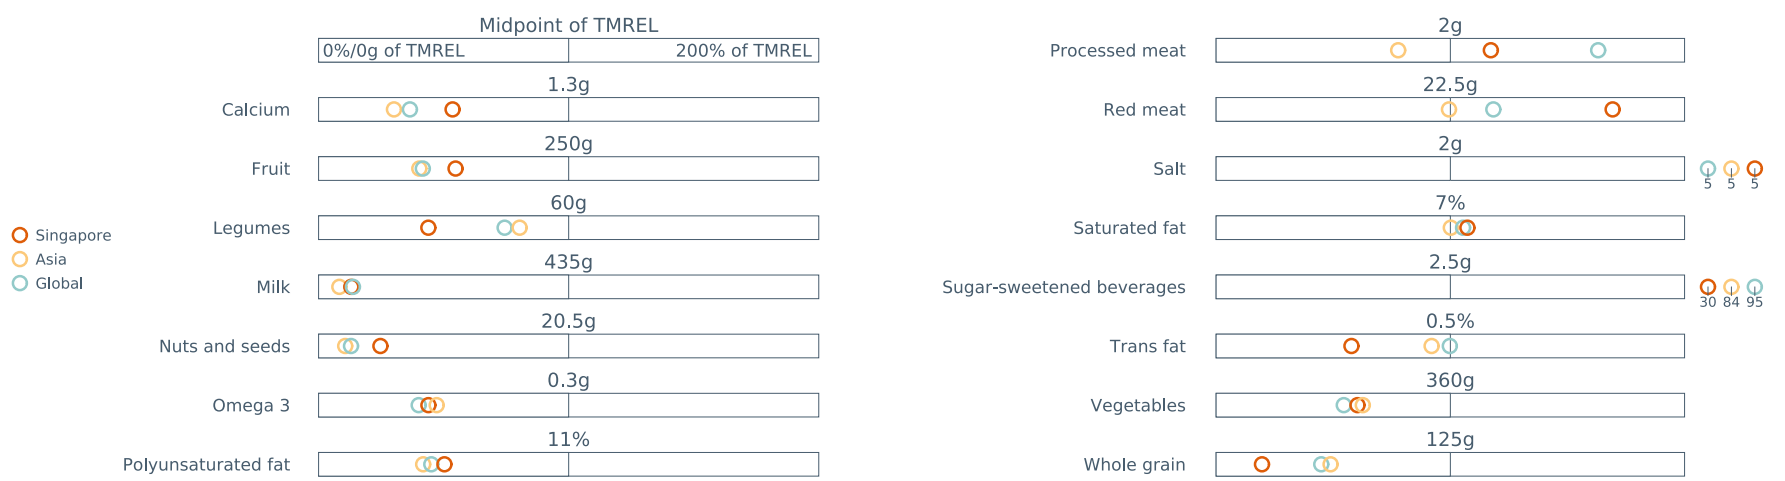 Midpoint of TMREL
0%/0g of TMREL 200% of TMREL
1.3g
Calcium
250g
Fruit
60g
Legumes
435g
Milk
20.5g
Nuts and seeds
0.3g
Omega 3
11%
Polyunsaturated fat
Singapore
Asia
Global
2g
Processed meat
22.5g
Red meat
2g
Salt
5 5 5
7%
Saturated fat
2.5g
Sugar-sweetened beverages
30 84 95
0.5%
Trans fat
360g
Vegetables
125g
Whole grain